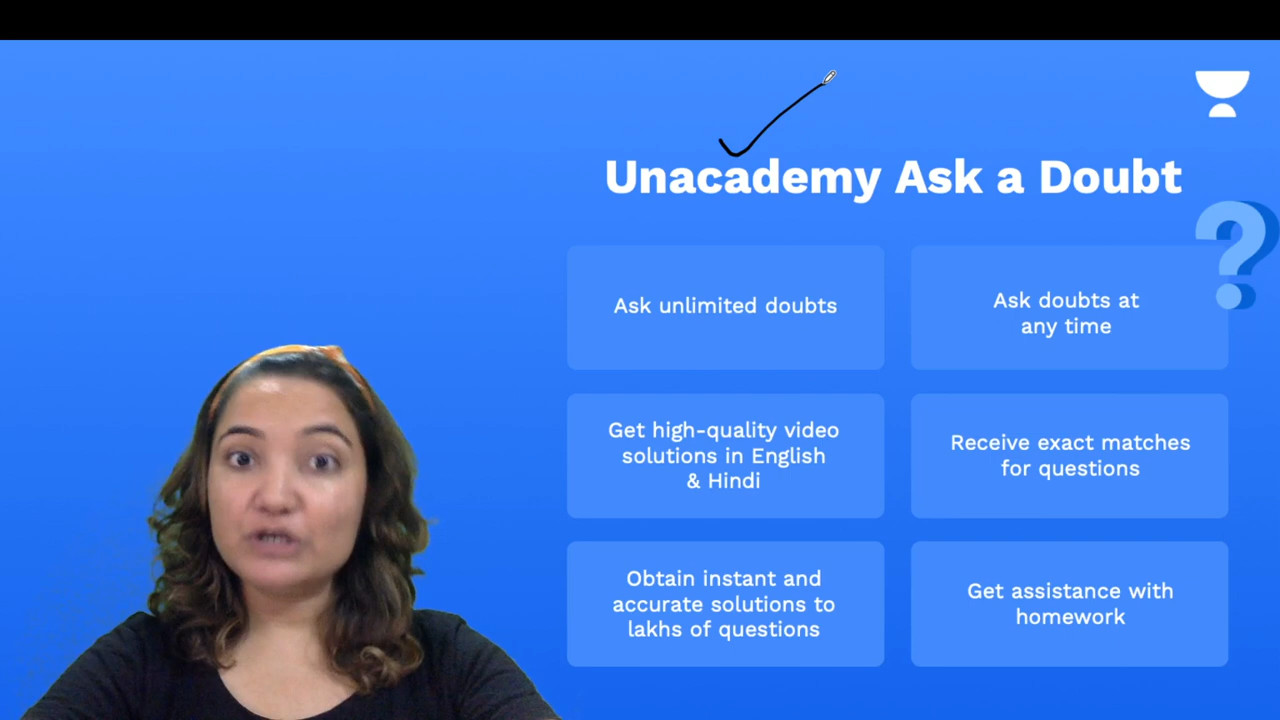 Unacademy Ask a Doubt
Ask unlimited doubts
Ask doubts at
any time
Get high-quality video
solutions in English
& Hindi
Receive exact matches
for questions
Obtain instant and
accurate solutions to
lakhs of questions
Get assistance with
homework
?